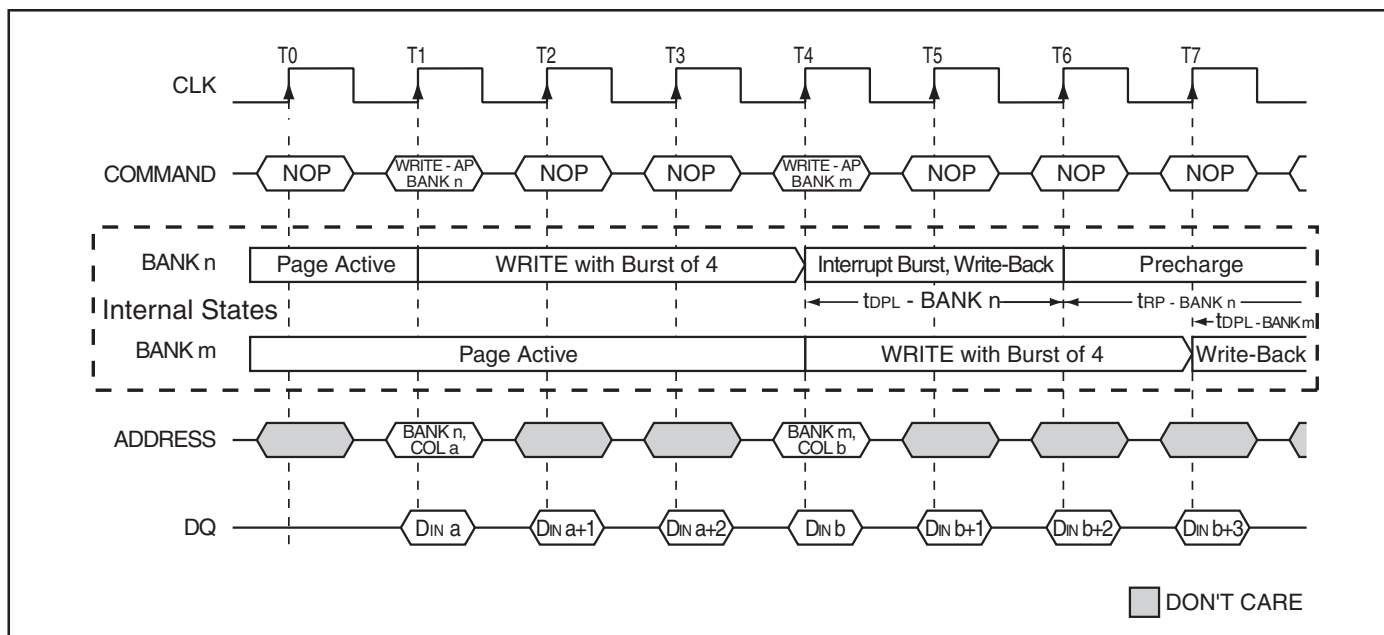 T0 T1 T2 T3 T4 T5 T6 T7
CLK
COMMAND NOP WRITE - AP BANK n NOP NOP WRITE - AP BANK m NOP NOP NOP
BANK n Page Active WRITE with Burst of 4 Interrupt Burst, Write-Back Precharge
Internal States tDPL - BANK n tRP - BANK n
tDPL - BANK m
BANK m Page Active WRITE with Burst of 4 Write-Back
ADDRESS BANK n, COL a BANK m, COL b
DQ DIN a DIN a+1 DIN a+2 DIN b DIN b+1 DIN b+2 DIN b+3
DON'T CARE